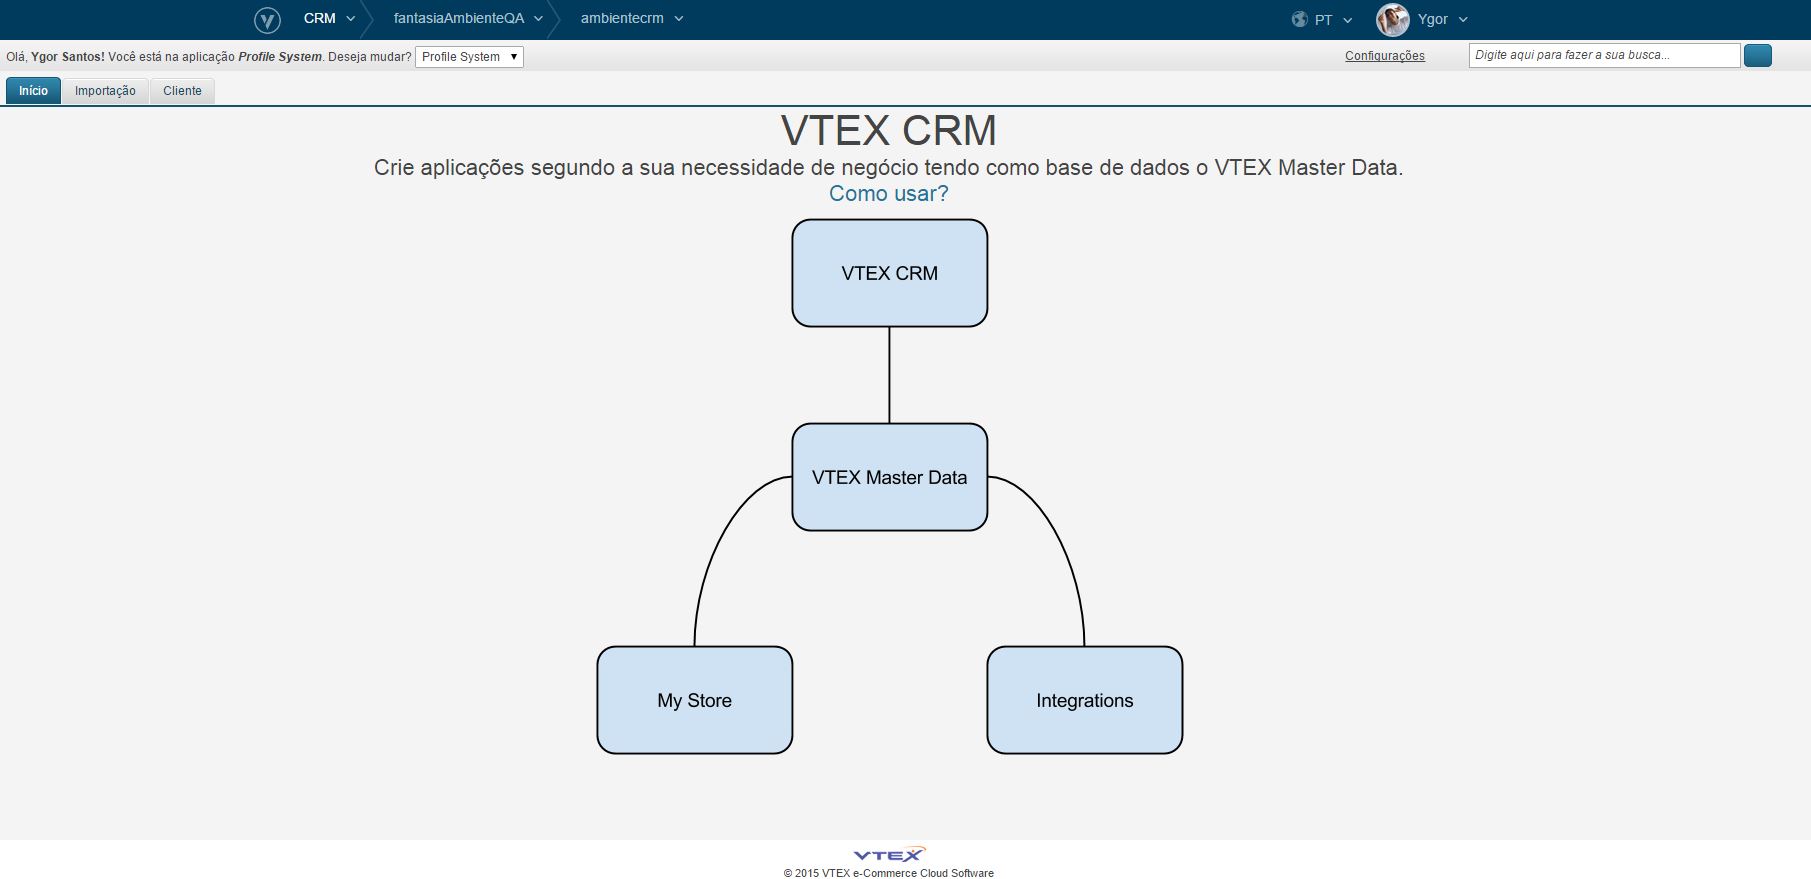 CRM fantasiaAmbienteQA ambientecrm PT Ygor
Olá, Ygor Santos! Você está na aplicação Profile System. Deseja mudar? Profile System Configurações Digite aqui para fazer a sua busca...
Início Importação Cliente
VTEX CRM
Crie aplicações segundo a sua necessidade de negócio tendo como base de dados o VTEX Master Data.
Como usar?
VTEX CRM
VTEX Master Data
My Store Integrations
VTEX
© 2015 VTEX e-Commerce Cloud Software